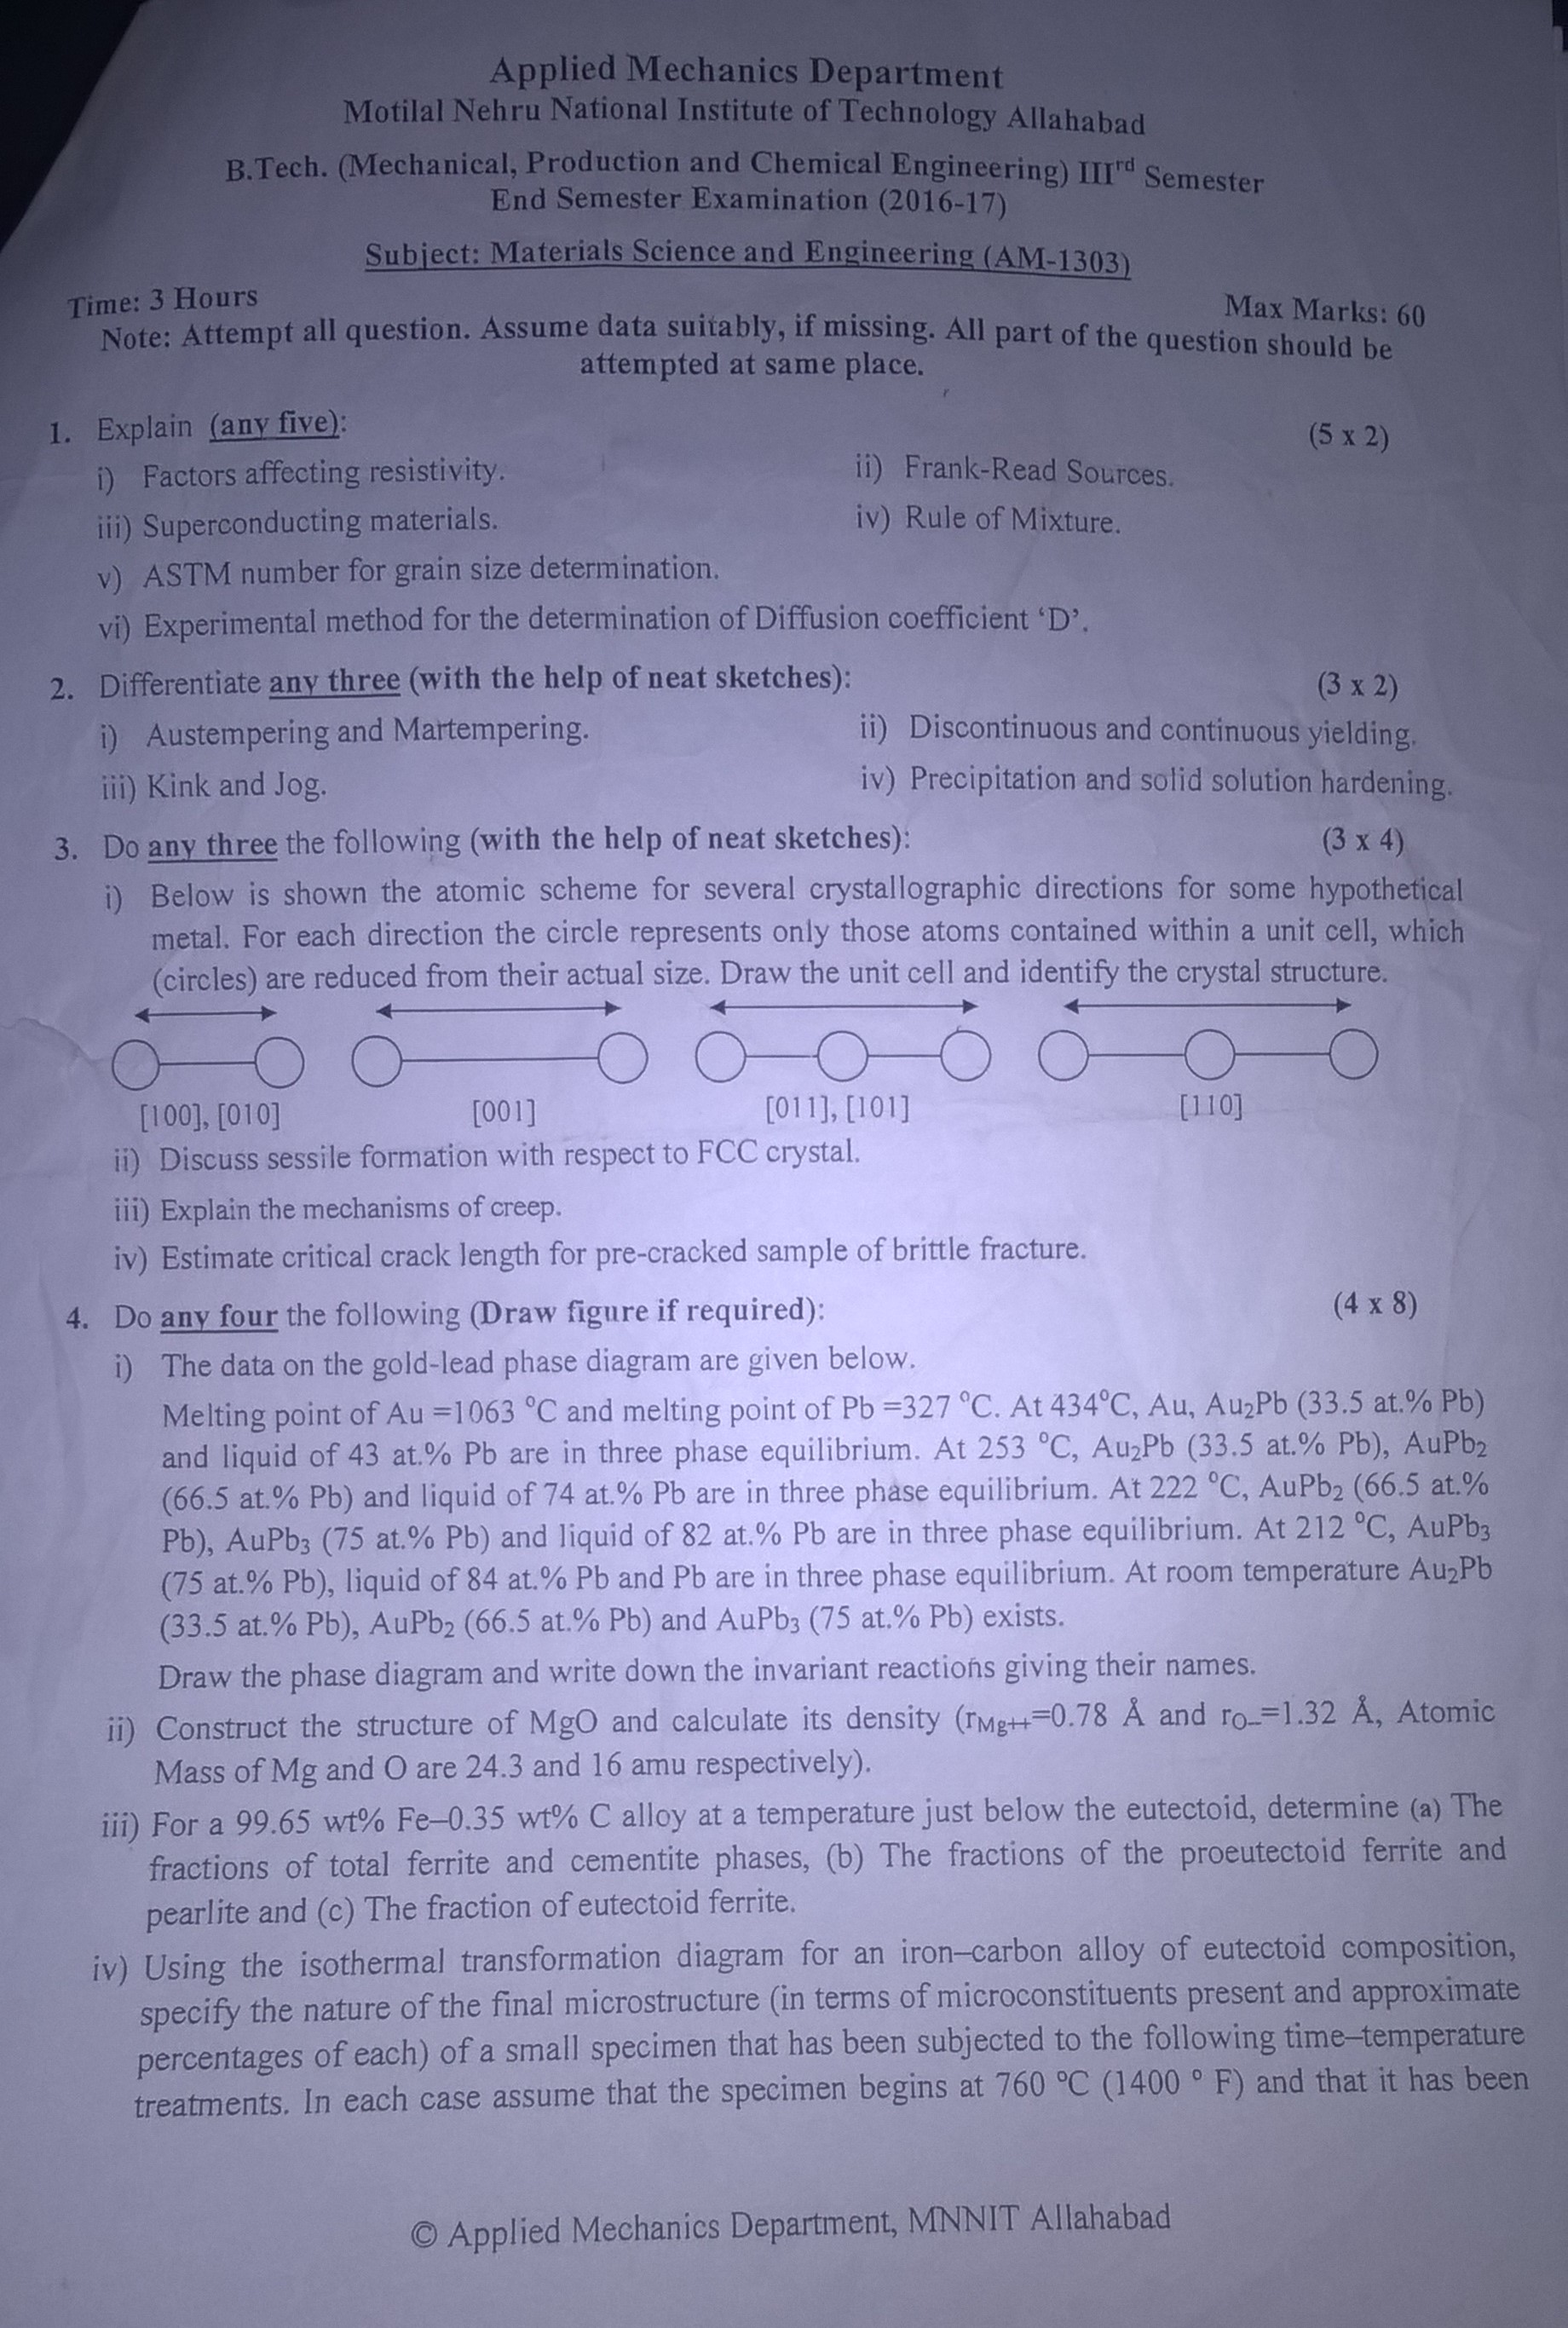 Applied Mechanics Department
Motilal Nehru National Institute of Technology Allahabad
B.Tech. (Mechanical, Production and Chemical Engineering) IIIrd Semester
End Semester Examination (2016-17)
Subject: Materials Science and Engineering (AM-1303)
Time: 3 Hours Max Marks: 60
Note: Attempt all question. Assume data suitably, if missing. All part of the question should be
attempted at same place.
1. Explain (any five): (5 x 2)
i) Factors affecting resistivity. ii) Frank-Read Sources.
iii) Superconducting materials. iv) Rule of Mixture.
v) ASTM number for grain size determination.
vi) Experimental method for the determination of Diffusion coefficient ‘D’.
2. Differentiate any three (with the help of neat sketches): (3 x 2)
i) Austempering and Martempering. ii) Discontinuous and continuous yielding.
iii) Kink and Jog. iv) Precipitation and solid solution hardening.
3. Do any three the following (with the help of neat sketches): (3 x 4)
i) Below is shown the atomic scheme for several crystallographic directions for some hypothetical
metal. For each direction the circle represents only those atoms contained within a unit cell, which
(circles) are reduced from their actual size. Draw the unit cell and identify the crystal structure.
[100], [010] [001] [011], [101] [110]
ii) Discuss sessile formation with respect to FCC crystal.
iii) Explain the mechanisms of creep.
iv) Estimate critical crack length for pre-cracked sample of brittle fracture.
4. Do any four the following (Draw figure if required): (4 x 8)
i) The data on the gold-lead phase diagram are given below.
Melting point of Au =1063 °C and melting point of Pb =327 °C. At 434°C, Au, Au₂Pb (33.5 at.% Pb)
and liquid of 43 at.% Pb are in three phase equilibrium. At 253 °C, Au₂Pb (33.5 at.% Pb), AuPb₂
(66.5 at.% Pb) and liquid of 74 at.% Pb are in three phase equilibrium. At 222 °C, AuPb₂ (66.5 at.%
Pb), AuPb₃ (75 at.% Pb) and liquid of 82 at.% Pb are in three phase equilibrium. At 212 °C, AuPb₃
(75 at.% Pb), liquid of 84 at.% Pb and Pb are in three phase equilibrium. At room temperature Au₂Pb
(33.5 at.% Pb), AuPb₂ (66.5 at.% Pb) and AuPb₃ (75 at.% Pb) exists.
Draw the phase diagram and write down the invariant reactions giving their names.
ii) Construct the structure of MgO and calculate its density (rMg++=0.78 Å and rO--=1.32 Å, Atomic
Mass of Mg and O are 24.3 and 16 amu respectively).
iii) For a 99.65 wt% Fe–0.35 wt% C alloy at a temperature just below the eutectoid, determine (a) The
fractions of total ferrite and cementite phases, (b) The fractions of the proeutectoid ferrite and
pearlite and (c) The fraction of eutectoid ferrite.
iv) Using the isothermal transformation diagram for an iron–carbon alloy of eutectoid composition,
specify the nature of the final microstructure (in terms of microconstituents present and approximate
percentages of each) of a small specimen that has been subjected to the following time–temperature
treatments. In each case assume that the specimen begins at 760 °C (1400 ° F) and that it has been
© Applied Mechanics Department, MNNIT Allahabad